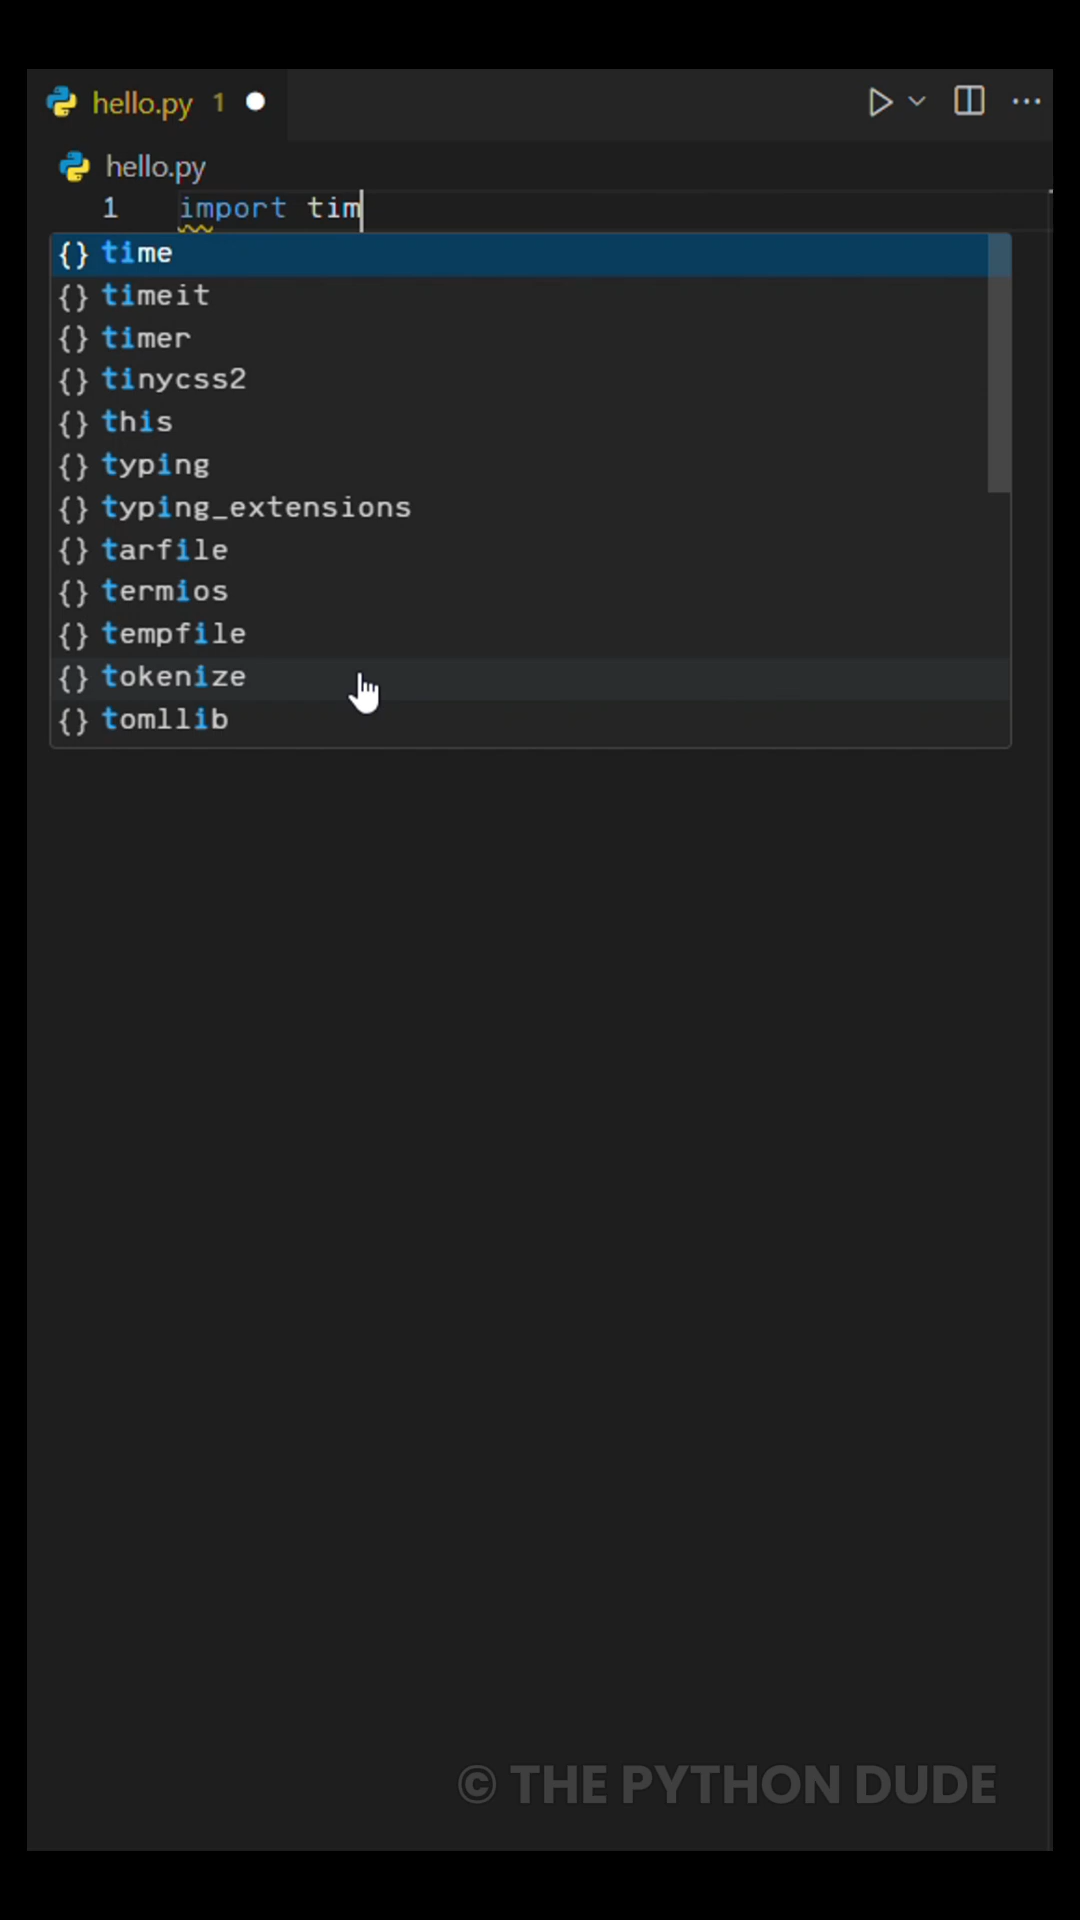 hello.py 1
hello.py
1 import tim
{} time
{} timeit
{} timer
{} tinycss2
{} this
{} typing
{} typing_extensions
{} tarfile
{} termios
{} tempfile
{} tokenize
{} tomllib
© THE PYTHON DUDE